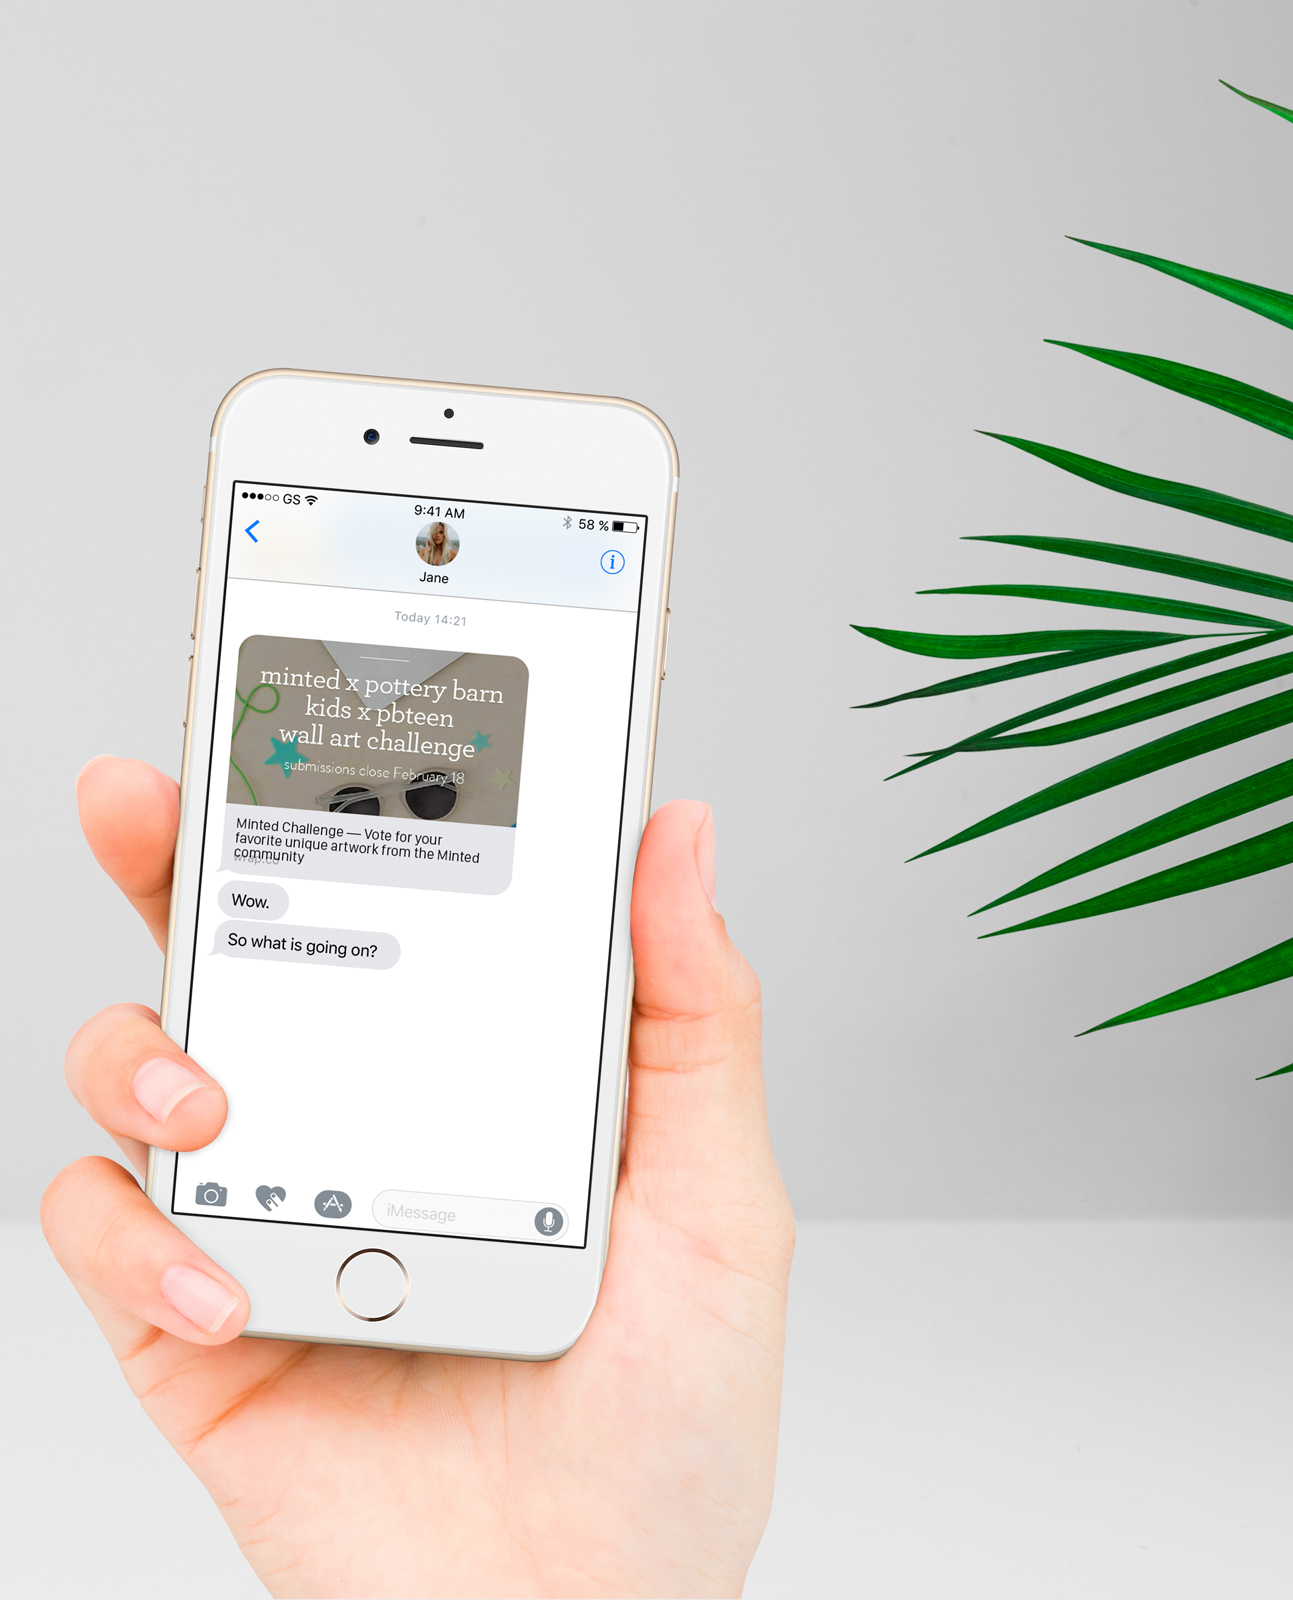 GS
9:41 AM
58 %
Jane
Today 14:21
minted x pottery barn
kids x pbteen
wall art challenge
submissions close February 18
Minted Challenge — Vote for your
favorite unique artwork from the Minted
community
wrap.co
Wow.
So what is going on?
iMessage